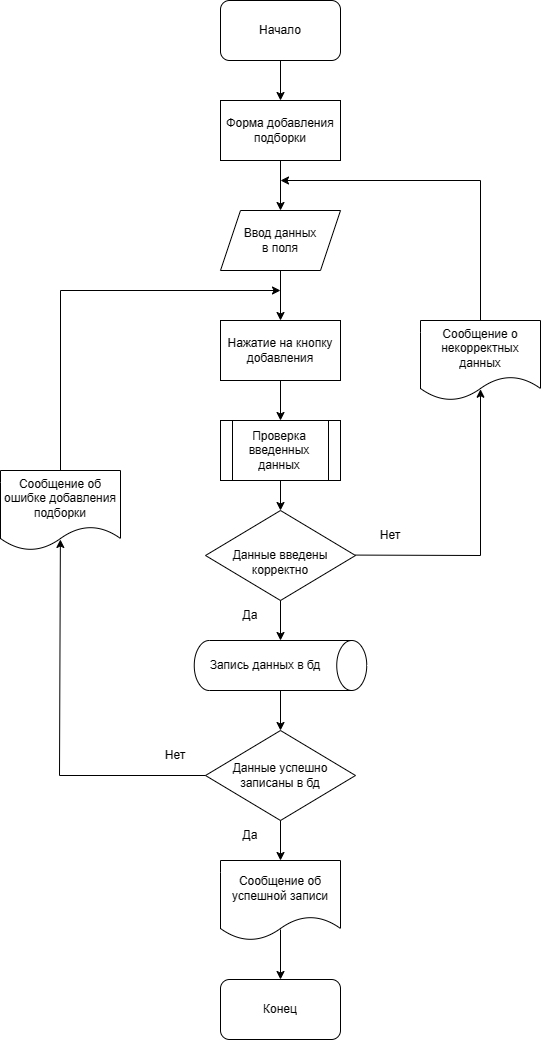 Начало
Форма добавления
подборки
Ввод данных
в поля
Нажатие на кнопку
добавления
Сообщение о
некорректных
данных
Проверка
введенных
данных
Сообщение об
ошибке добавления
подборки
Данные введены
корректно
Нет
Да
Запись данных в бд
Данные успешно
записаны в бд
Нет
Да
Сообщение об
успешной записи
Конец